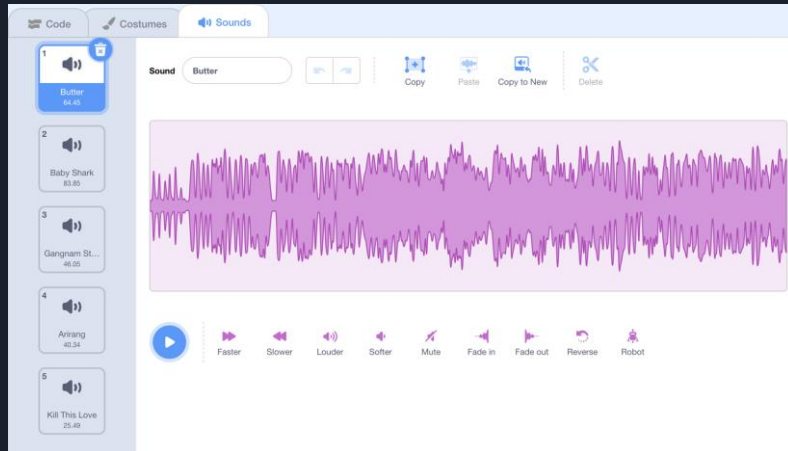 Code Costumes Sounds
1
Butter
64.45
2
Baby Shark
83.85
3
Gangnam St...
46.05
4
Arirang
40.34
5
Kill This Love
25.49
Sound Butter
Copy Paste Copy to New Delete
Faster Slower Louder Softer Mute Fade in Fade out Reverse Robot